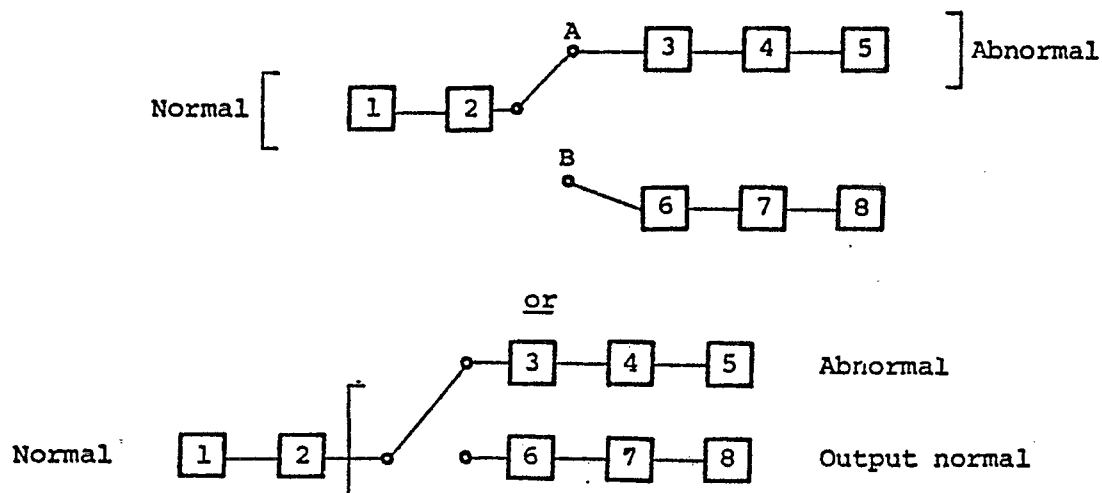 A
3 4 5 Abnormal
Normal 1 2
B
6 7 8
or
3 4 5 Abnormal
Normal 1 2 6 7 8 Output normal